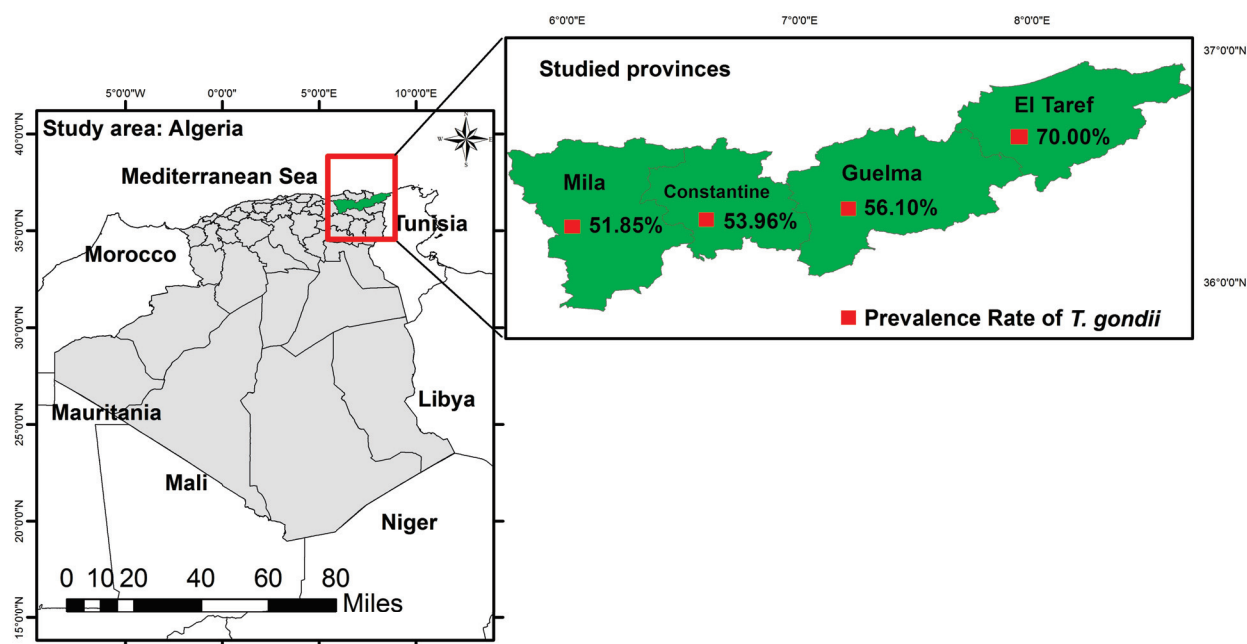 6°0'0"E 7°0'0"E 8°0'0"E
37°0'0"N
36°0'0"N
Studied provinces
El Taref
70.00%
Guelma
56.10%
Constantine
53.96%
Mila
51.85%
Prevalence Rate of T. gondii
5°0'0"W 0°0'0" 5°0'0"E 10°0'0"E
Study area: Algeria
N
E
S
W
40°0'0"N
35°0'0"N
30°0'0"N
25°0'0"N
20°0'0"N
15°0'0"N
Mediterranean Sea
Tunisia
Morocco
Libya
Mauritania
Mali
Niger
0 10 20 40 60 80
Miles